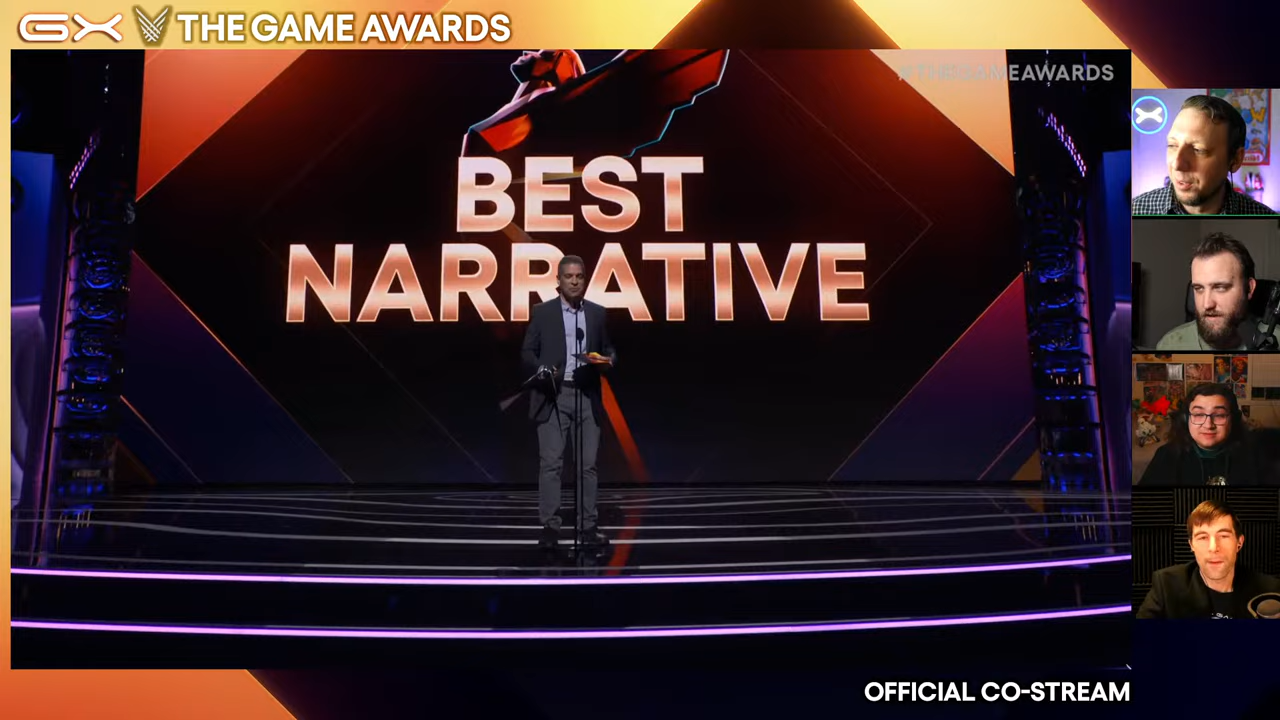 GX THE GAME AWARDS
#THEGAMEAWARDS
BEST
NARRATIVE
OFFICIAL CO-STREAM